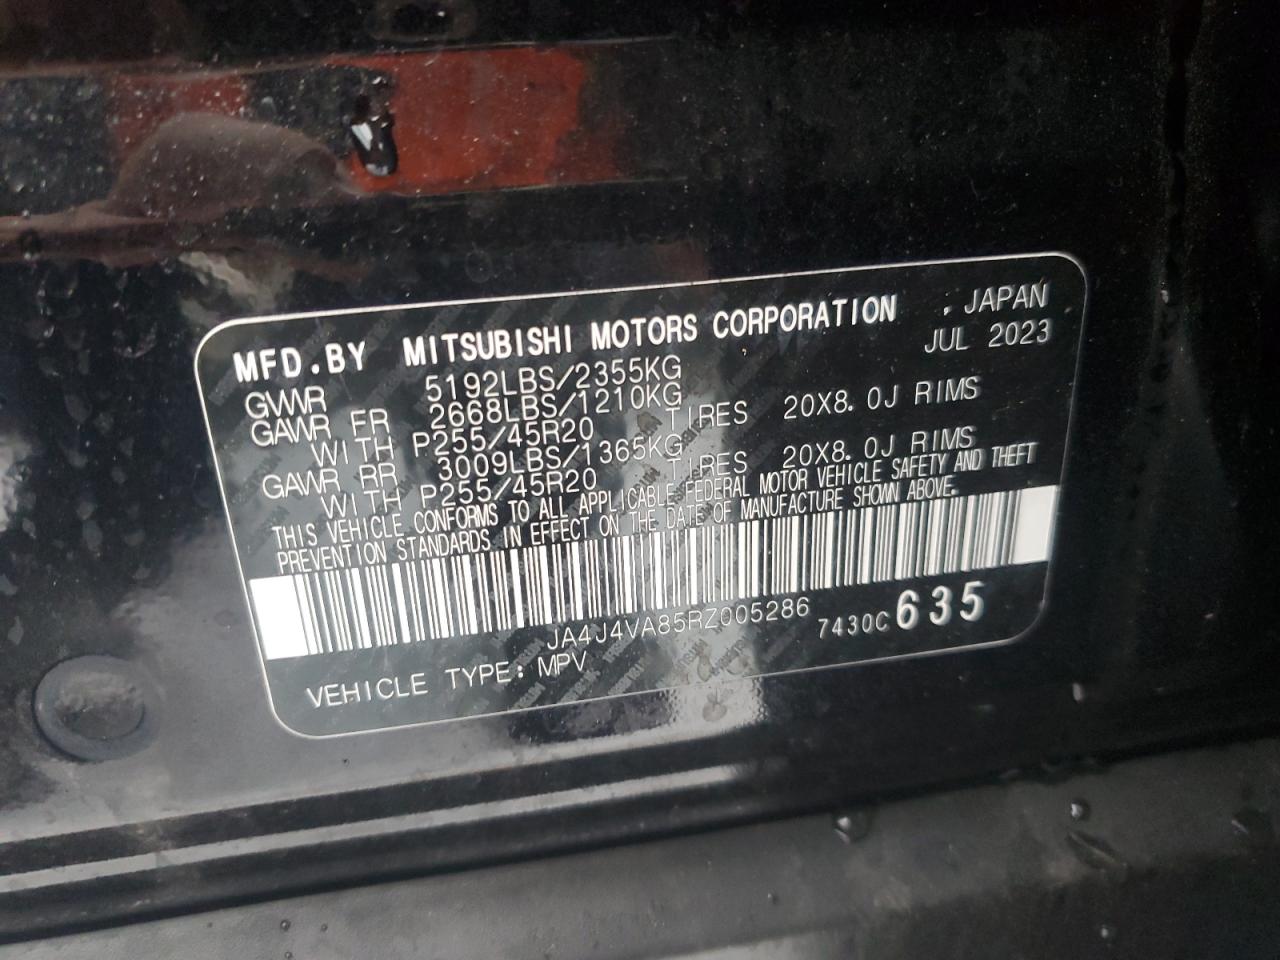 MFD.BY MITSUBISHI MOTORS CORPORATION . JAPAN
GVWR 5192LBS/2355KG JUL 2023
GAWR FR 2668LBS/1210KG
WITH P255/45R20 TIRES 20X8.0J RIMS
GAWR RR 3009LBS/1365KG
WITH P255/45R20 TIRES 20X8.0J RIMS
THIS VEHICLE CONFORMS TO ALL APPLICABLE FEDERAL MOTOR VEHICLE SAFETY AND THEFT
PREVENTION STANDARDS IN EFFECT ON THE DATE OF MANUFACTURE SHOWN ABOVE.
JA4J4VA85RZ005286 7430C 635
VEHICLE TYPE: MPV